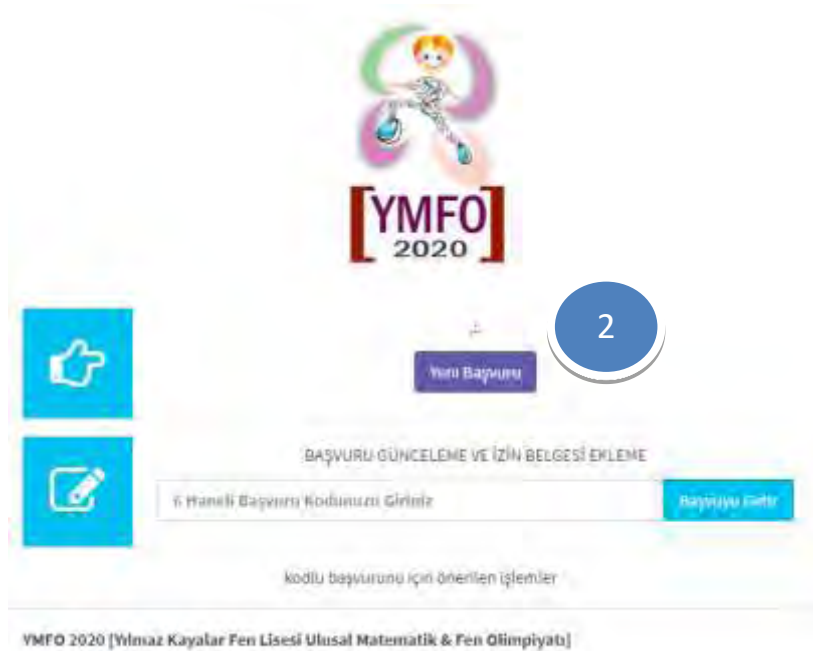 [YMFO]
2020
2
Yeni Başvuru
BAŞVURU GÜNCELEME VE İZİN BELGESİ EKLEME
6 Haneli Başvuru Kodunuzu Giriniz
Başvuyu Getir
kodlu başvurunu için önerilen işlemler
YMFO 2020 [Yılmaz Kayalar Fen Lisesi Ulusal Matematik & Fen Olimpiyatı]